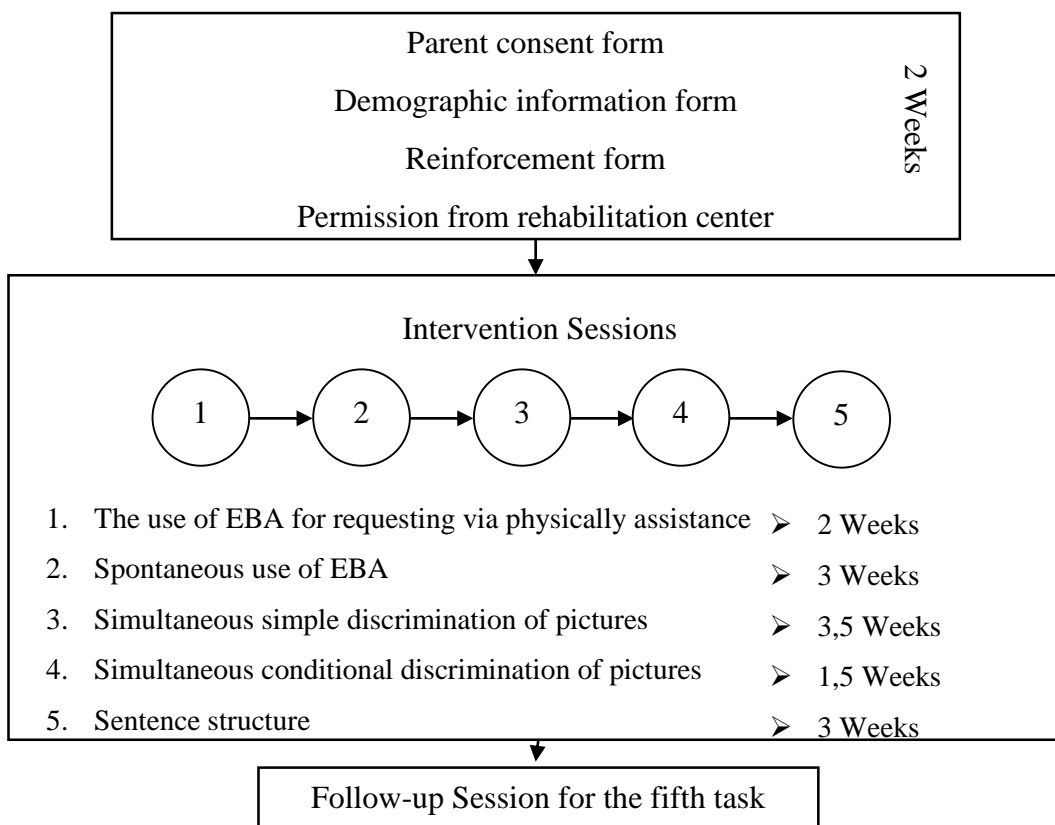 Parent consent form
Demographic information form
Reinforcement form
Permission from rehabilitation center
2 Weeks
Intervention Sessions
1 2 3 4 5
1. The use of EBA for requesting via physically assistance ➢ 2 Weeks
2. Spontaneous use of EBA ➢ 3 Weeks
3. Simultaneous simple discrimination of pictures ➢ 3,5 Weeks
4. Simultaneous conditional discrimination of pictures ➢ 1,5 Weeks
5. Sentence structure ➢ 3 Weeks
Follow-up Session for the fifth task